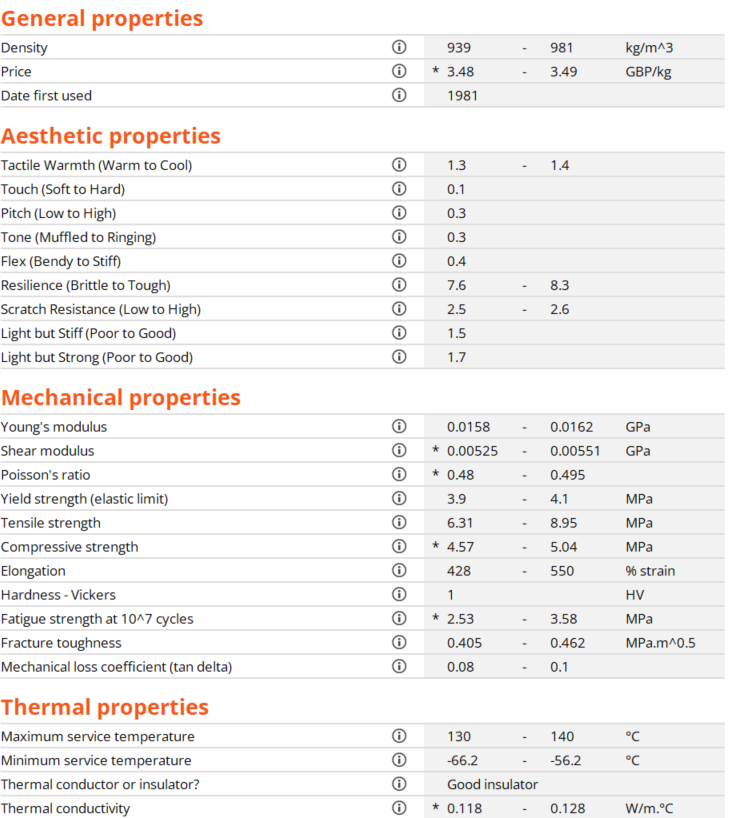 General properties
Density 939 - 981 kg/m^3
Price * 3.48 - 3.49 GBP/kg
Date first used 1981
Aesthetic properties
Tactile Warmth (Warm to Cool) 1.3 - 1.4
Touch (Soft to Hard) 0.1
Pitch (Low to High) 0.3
Tone (Muffled to Ringing) 0.3
Flex (Bendy to Stiff) 0.4
Resilience (Brittle to Tough) 7.6 - 8.3
Scratch Resistance (Low to High) 2.5 - 2.6
Light but Stiff (Poor to Good) 1.5
Light but Strong (Poor to Good) 1.7
Mechanical properties
Young's modulus 0.0158 - 0.0162 GPa
Shear modulus * 0.00525 - 0.00551 GPa
Poisson's ratio * 0.48 - 0.495
Yield strength (elastic limit) 3.9 - 4.1 MPa
Tensile strength 6.31 - 8.95 MPa
Compressive strength * 4.57 - 5.04 MPa
Elongation 428 - 550 % strain
Hardness - Vickers 1 HV
Fatigue strength at 10^7 cycles * 2.53 - 3.58 MPa
Fracture toughness 0.405 - 0.462 MPa.m^0.5
Mechanical loss coefficient (tan delta) 0.08 - 0.1
Thermal properties
Maximum service temperature 130 - 140 °C
Minimum service temperature -66.2 - -56.2 °C
Thermal conductor or insulator? Good insulator
Thermal conductivity * 0.118 - 0.128 W/m.°C